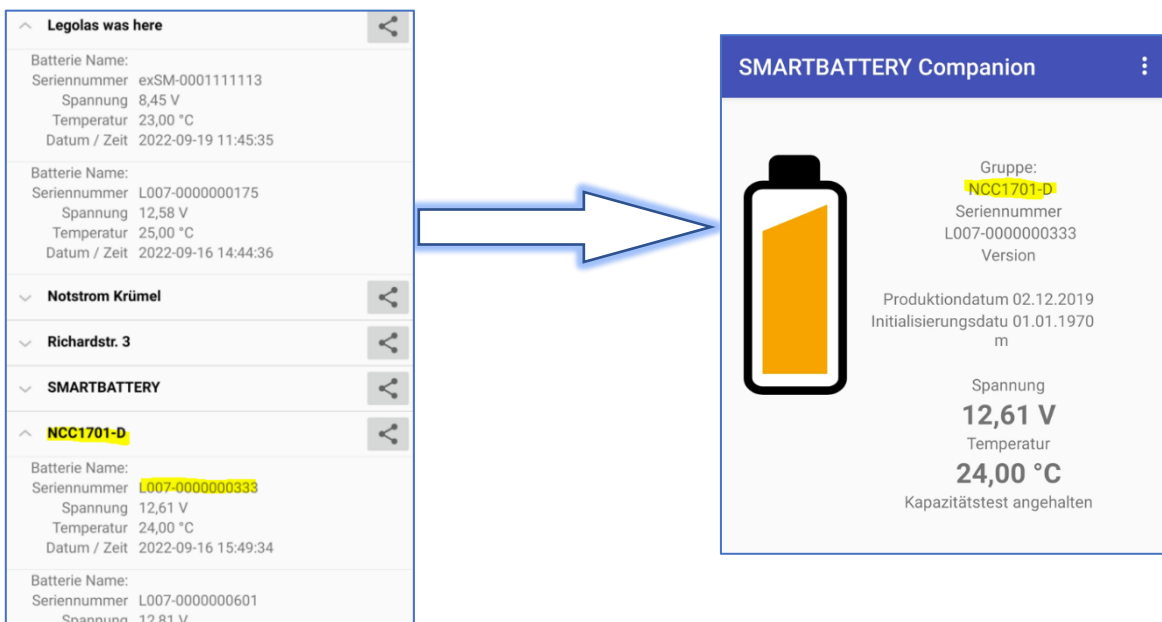 Legolas was here
Batterie Name:
Seriennummer exSM-0001111113
Spannung 8,45 V
Temperatur 23,00 °C
Datum / Zeit 2022-09-19 11:45:35
Batterie Name:
Seriennummer L007-0000000175
Spannung 12,58 V
Temperatur 25,00 °C
Datum / Zeit 2022-09-16 14:44:36
Notstrom Krümel
Richardstr. 3
SMARTBATTERY
NCC1701-D
Batterie Name:
Seriennummer L007-0000000333
Spannung 12,61 V
Temperatur 24,00 °C
Datum / Zeit 2022-09-16 15:49:34
Batterie Name:
Seriennummer L007-0000000601
Spannung 12,81 V
SMARTBATTERY Companion
Gruppe:
NCC1701-D
Seriennummer
L007-0000000333
Version
Produktiondatum 02.12.2019
Initialisierungsdatu 01.01.1970
m
Spannung
12,61 V
Temperatur
24,00 °C
Kapazitätstest angehalten